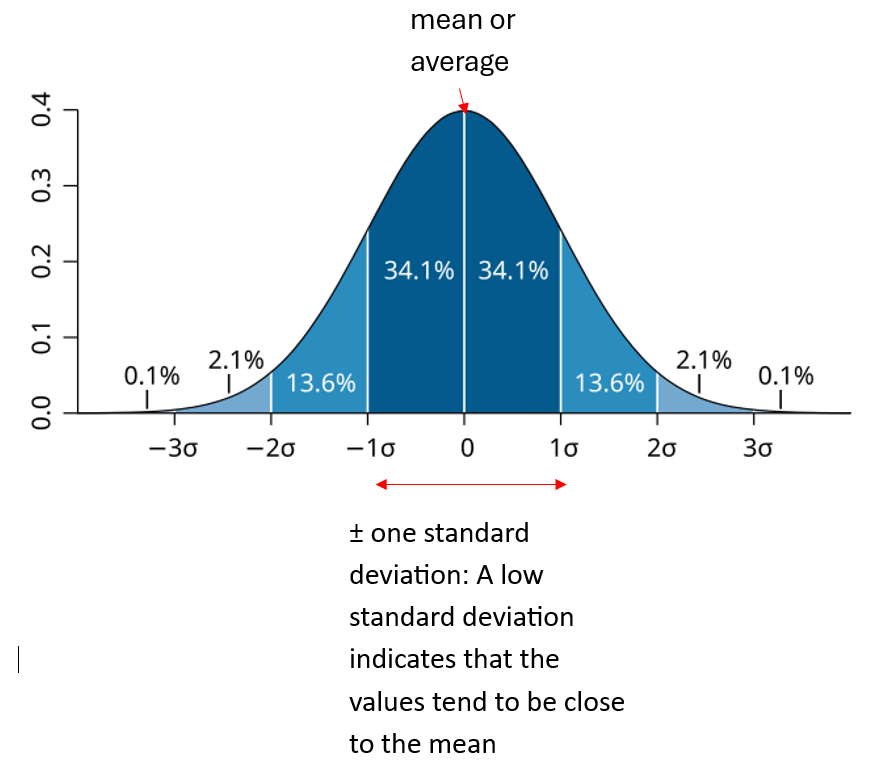 mean or
average
0.4
0.3
0.2
0.1
0.0
34.1% 34.1%
0.1% 2.1% 13.6% 13.6% 2.1% 0.1%
−3σ −2σ −1σ 0 1σ 2σ 3σ
± one standard
deviation: A low
standard deviation
indicates that the
values tend to be close
to the mean